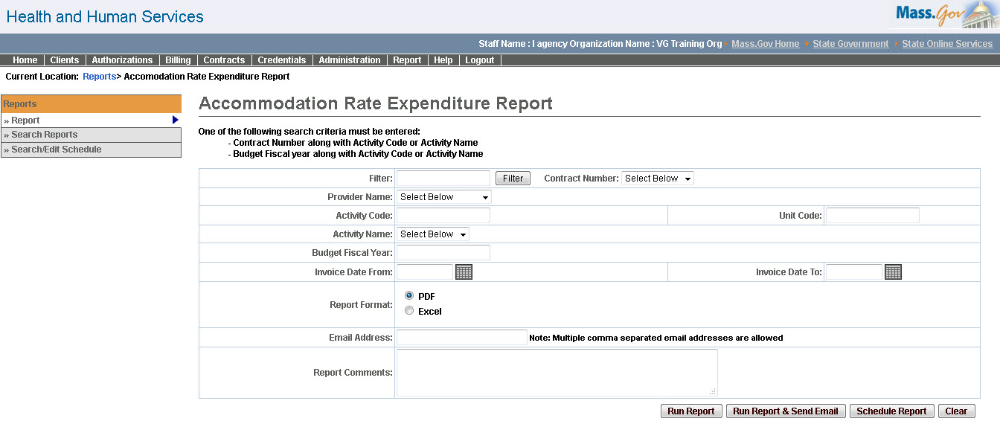 Health and Human Services
Mass.Gov
Staff Name : I agency Organization Name : VG Training Org Mass.Gov Home State Government State Online Services
Home Clients Authorizations Billing Contracts Credentials Administration Report Help Logout
Current Location: Reports> Accomodation Rate Expenditure Report
Reports
» Report
» Search Reports
» Search/Edit Schedule
Accommodation Rate Expenditure Report
One of the following search criteria must be entered:
- Contract Number along with Activity Code or Activity Name
- Budget Fiscal year along with Activity Code or Activity Name
Filter: Filter Contract Number: Select Below
Provider Name: Select Below
Activity Code: Unit Code:
Activity Name: Select Below
Budget Fiscal Year:
Invoice Date From: Invoice Date To:
Report Format: PDF
Excel
Email Address: Note: Multiple comma separated email addresses are allowed
Report Comments:
Run Report Run Report & Send Email Schedule Report Clear